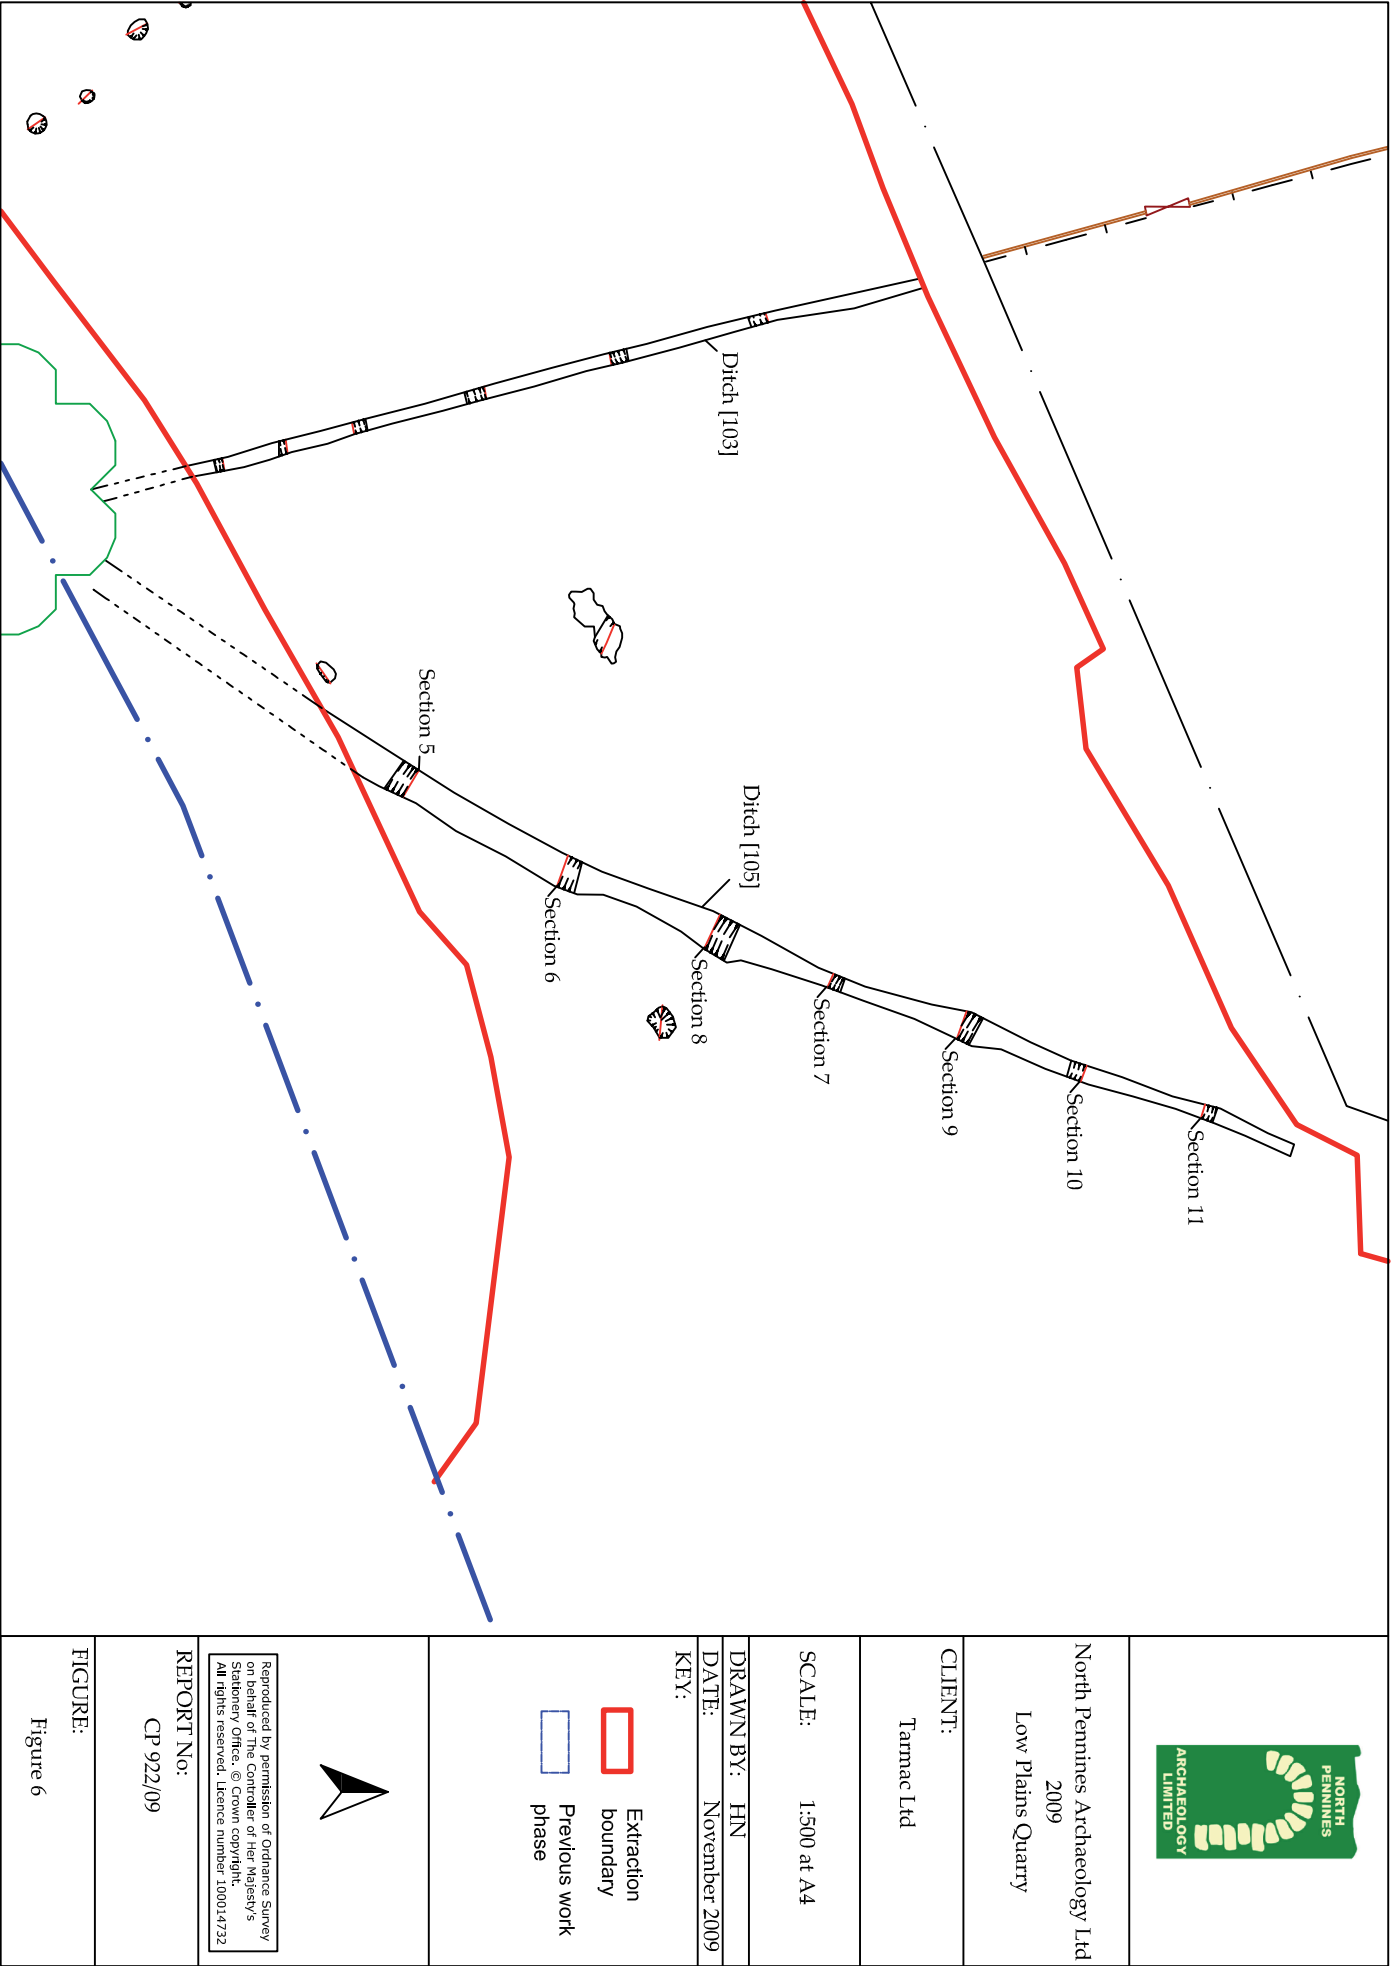 Ditch [103]
Section 5
Ditch [105]
Section 6
Section 8
Section 7
Section 9
Section 10
Section 11
NORTH
PENNINES
ARCHAEOLOGY
LIMITED
North Pennines Archaeology Ltd
2009
Low Plains Quarry
CLIENT:
Tarmac Ltd
SCALE: 1:500 at A4
DRAWN BY: HN
DATE: November 2009
KEY:
Extraction
boundary
Previous work
phase
Reproduced by permission of Ordnance Survey
on behalf of The Controller of Her Majesty's
Stationery Office. © Crown copyright.
All rights reserved. Licence number 100014732
REPORT No:
CP 922/09
FIGURE:
Figure 6